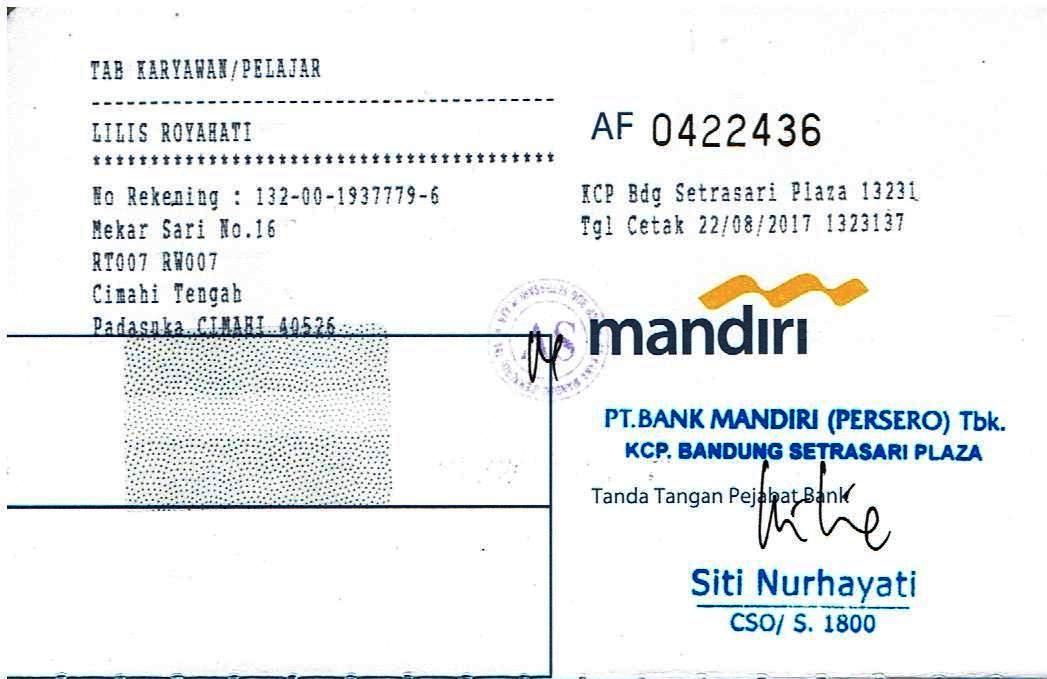 TAB KARYAWAN/PELAJAR
LILIS ROYAHATI
No Rekening : 132-00-1937779-6
Mekar Sari No.16
RT007 RW007
Cimahi Tengah
Padasuka CIMAHI 40526
AF 0422436
KCP Bdg Setrasari Plaza 13231
Tgl Cetak 22/08/2017 1323137
mandırı
AS
PT.BANK MANDIRI (PERSERO) Tbk.
KCP. BANDUNG SETRASARI PLAZA
Tanda Tangan Pejabat Bank
Siti Nurhayati
CSO/ S. 1800